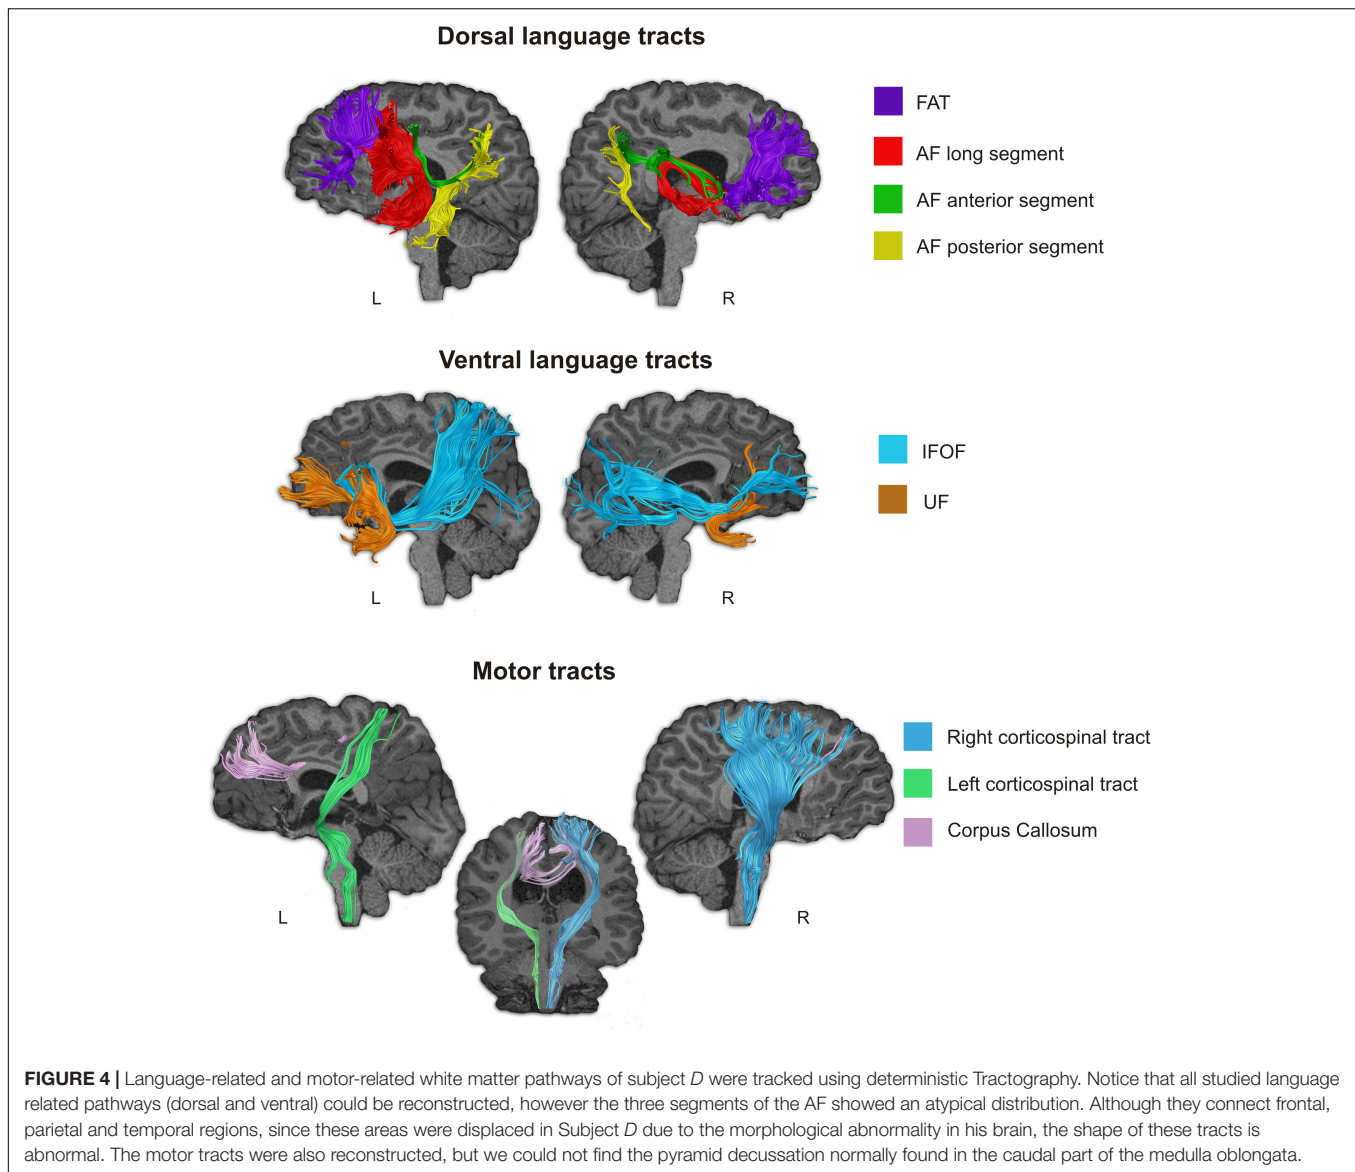 Dorsal language tracts
FAT
AF long segment
AF anterior segment
AF posterior segment
L
R
Ventral language tracts
IFOF
UF
L
R
Motor tracts
Right corticospinal tract
Left corticospinal tract
Corpus Callosum
L
R
FIGURE 4 | Language-related and motor-related white matter pathways of subject D were tracked using deterministic Tractography. Notice that all studied language
related pathways (dorsal and ventral) could be reconstructed, however the three segments of the AF showed an atypical distribution. Although they connect frontal,
parietal and temporal regions, since these areas were displaced in Subject D due to the morphological abnormality in his brain, the shape of these tracts is
abnormal. The motor tracts were also reconstructed, but we could not find the pyramid decussation normally found in the caudal part of the medulla oblongata.